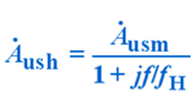 Ȧush = Ȧusm / (1 + jf/fH)